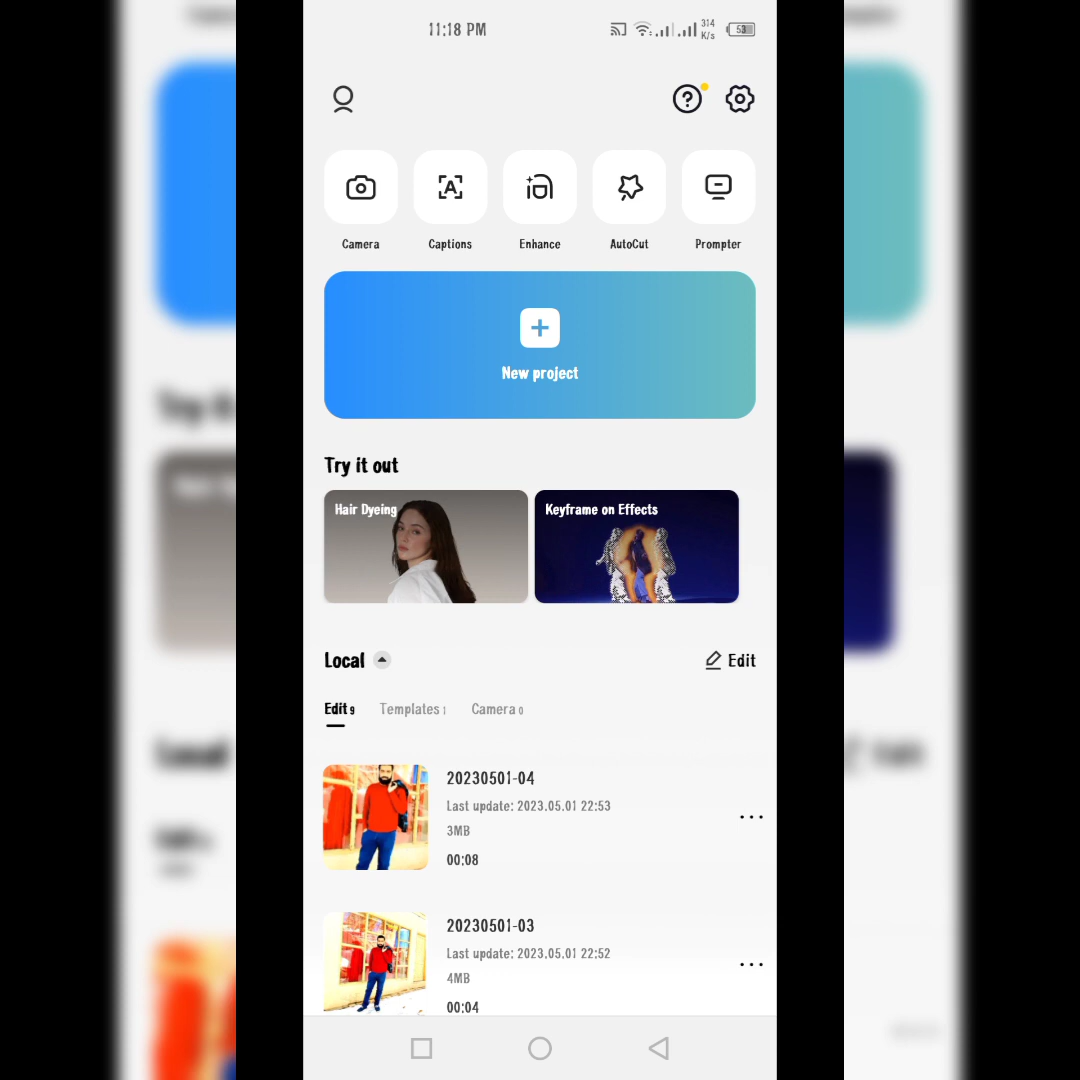 11:18 PM
314
K/s
53
Camera
Captions
Enhance
AutoCut
Prompter
New project
Try it out
Hair Dyeing
Keyframe on Effects
Local
Edit
Edit 9
Templates 1
Camera 0
20230501-04
Last update: 2023.05.01 22:53
3MB
00:08
20230501-03
Last update: 2023.05.01 22:52
4MB
00:04